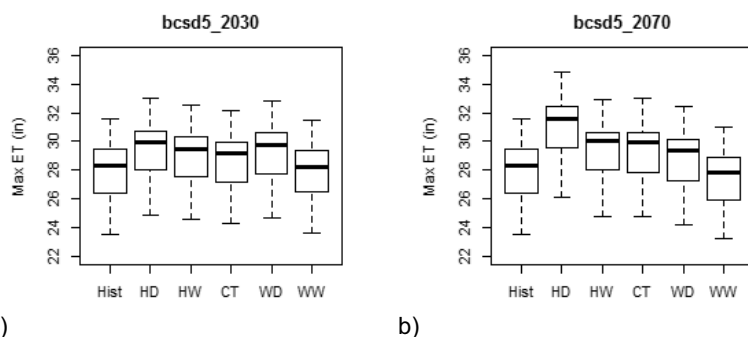 bcsd5_2030
Max ET (in)
36
34
32
30
28
26
24
22
Hist HD HW CT WD WW
)
bcsd5_2070
Max ET (in)
36
34
32
30
28
26
24
22
Hist HD HW CT WD WW
b)